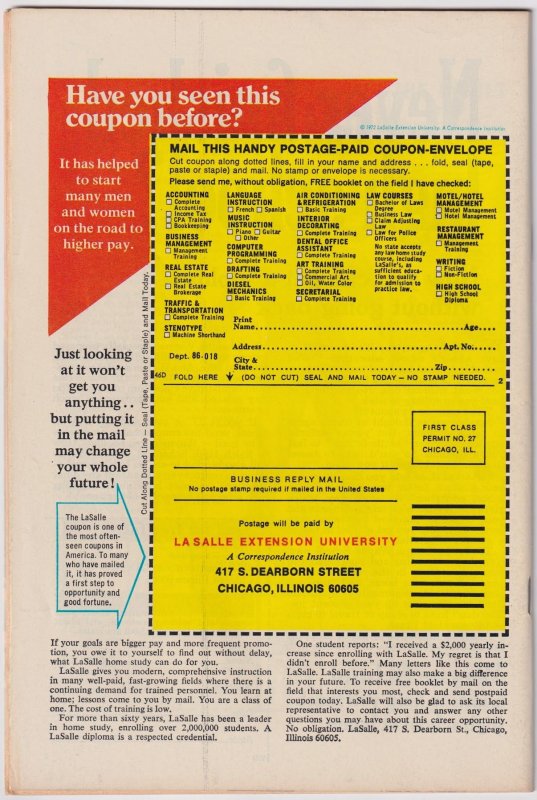 Have you seen this
coupon before?
© 1972 LaSalle Extension University, A Correspondence Institution
It has helped
to start
many men
and women
on the road to
higher pay.
Just looking
at it won't
get you
anything..
but putting it
in the mail
may change
your whole
future!
The LaSalle
coupon is one of
the most often-
seen coupons in
America. To many
who have mailed
it, it has proved
a first step to
opportunity and
good fortune.
Cut Along Dotted Line — Seal (Tape, Paste or Staple) and Mail Today.
MAIL THIS HANDY POSTAGE-PAID COUPON-ENVELOPE
Cut coupon along dotted lines, fill in your name and address . . . fold, seal (tape,
paste or staple) and mail. No stamp or envelope is necessary.
Please send me, without obligation, FREE booklet on the field I have checked:
ACCOUNTING
☐ Complete
Accounting
☐ Income Tax
☐ CPA Training
☐ Bookkeeping
BUSINESS
MANAGEMENT
☐ Management
Training
REAL ESTATE
☐ Complete Real
Estate
☐ Real Estate
Brokerage
TRAFFIC &
TRANSPORTATION
☐ Complete Training
STENOTYPE
☐ Machine Shorthand
LANGUAGE
INSTRUCTION
☐ French ☐ Spanish
MUSIC
INSTRUCTION
☐ Piano ☐ Guitar
☐ Other
COMPUTER
PROGRAMMING
☐ Complete Training
DRAFTING
☐ Complete Training
DIESEL
MECHANICS
☐ Basic Training
AIR CONDITIONING
& REFRIGERATION
☐ Basic Training
INTERIOR
DECORATING
☐ Complete Training
DENTAL OFFICE
ASSISTANT
☐ Complete Training
ART TRAINING
☐ Complete Training
☐ Commercial Art
☐ Oil, Water Color
SECRETARIAL
☐ Complete Training
LAW COURSES
☐ Bachelor of Laws
Degree
☐ Business Law
☐ Claim Adjusting
Law
☐ Law for Police
Officers
No state accepts
any law home study
course, including
LaSalle's, as
sufficient educa-
tion to qualify
for admission to
practice law.
MOTEL/HOTEL
MANAGEMENT
☐ Motel Management
☐ Hotel Management
RESTAURANT
MANAGEMENT
☐ Management
Training
WRITING
☐ Fiction
☐ Non-Fiction
HIGH SCHOOL
☐ High School
Diploma
Print
Name Age
Address Apt. No.
Dept. 86-018
City &
State Zip
46D FOLD HERE (DO NOT CUT) SEAL AND MAIL TODAY — NO STAMP NEEDED. 2
FIRST CLASS
PERMIT NO. 27
CHICAGO, ILL.
BUSINESS REPLY MAIL
No postage stamp required if mailed in the United States
Postage will be paid by
LA SALLE EXTENSION UNIVERSITY
A Correspondence Institution
417 S. DEARBORN STREET
CHICAGO, ILLINOIS 60605
If your goals are bigger pay and more frequent promo-
tion, you owe it to yourself to find out without delay,
what LaSalle home study can do for you.
LaSalle gives you modern, comprehensive instruction
in many well-paid, fast-growing fields where there is a
continuing demand for trained personnel. You learn at
home; lessons come to you by mail. You are a class of
one. The cost of training is low.
For more than sixty years, LaSalle has been a leader
in home study, enrolling over 2,000,000 students. A
LaSalle diploma is a respected credential.
One student reports: "I received a $2,000 yearly in-
crease since enrolling with LaSalle. My regret is that I
didn't enroll before." Many letters like this come to
LaSalle. LaSalle training may also make a big difference
in your future. To receive free booklet by mail on the
field that interests you most, check and send postpaid
coupon today. LaSalle will also be glad to ask its local
representative to contact you and answer any other
questions you may have about this career opportunity.
No obligation. LaSalle, 417 S. Dearborn St., Chicago,
Illinois 60605.